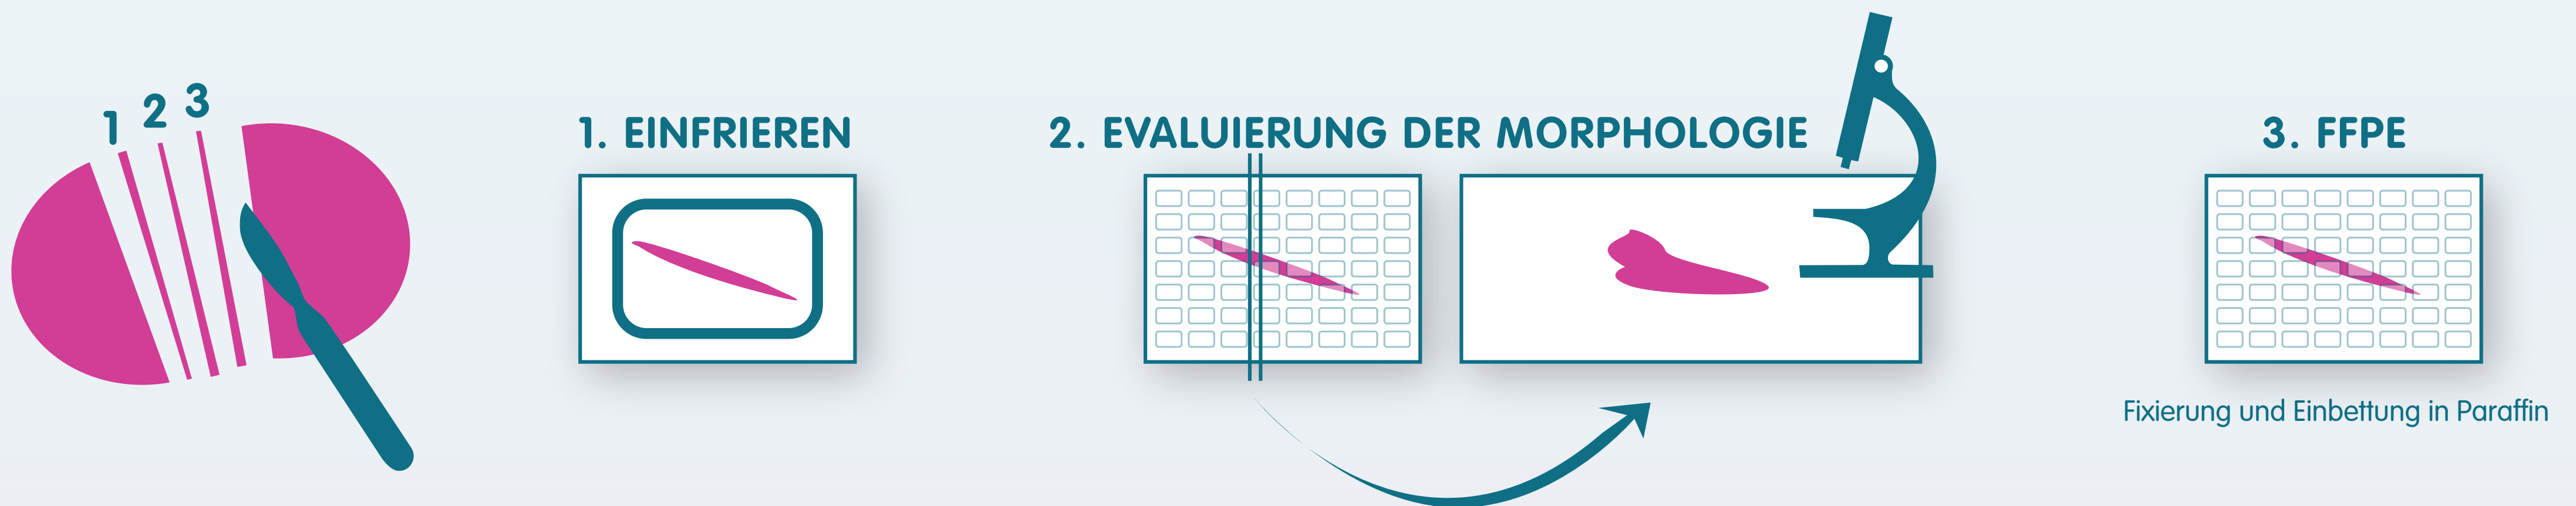 1 2 3
1. EINFRIEREN
2. EVALUIERUNG DER MORPHOLOGIE
3. FFPE
Fixierung und Einbettung in Paraffin